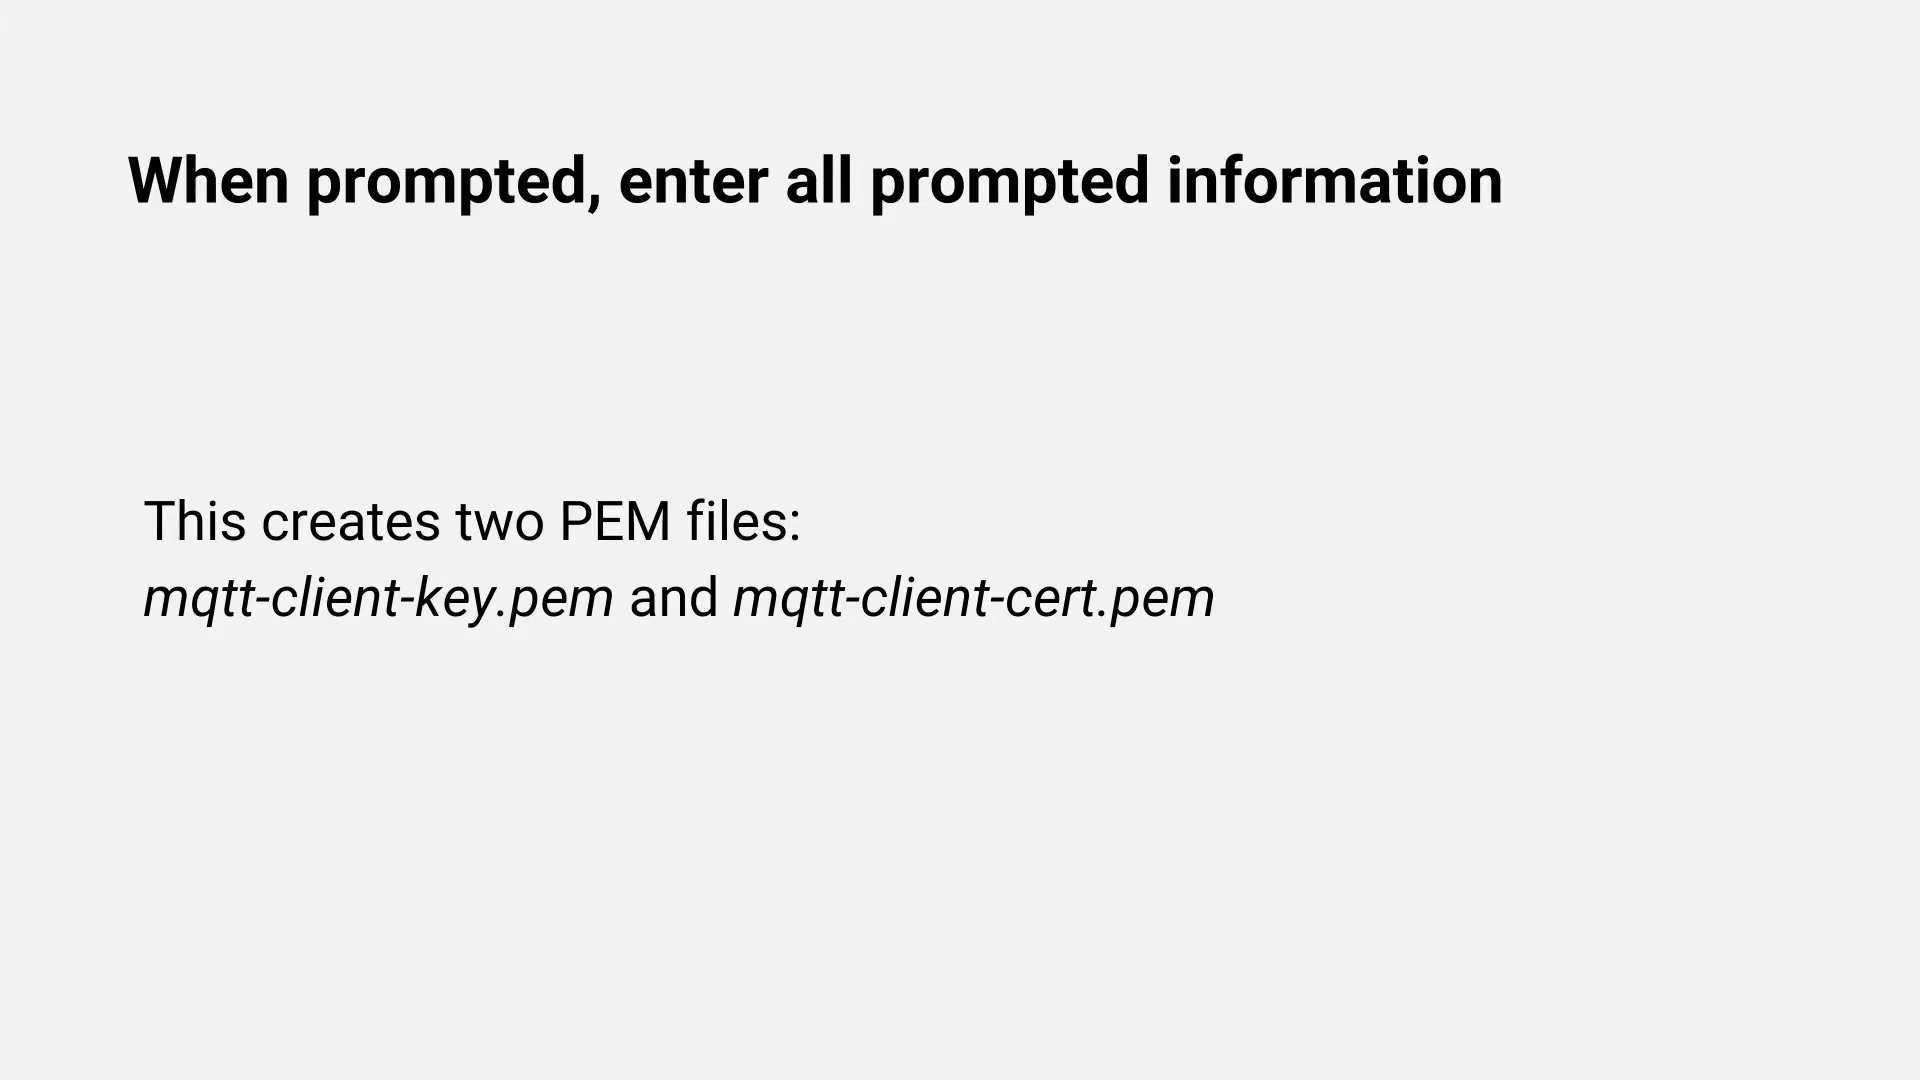 When prompted, enter all prompted information
This creates two PEM files:
mqtt-client-key.pem and mqtt-client-cert.pem